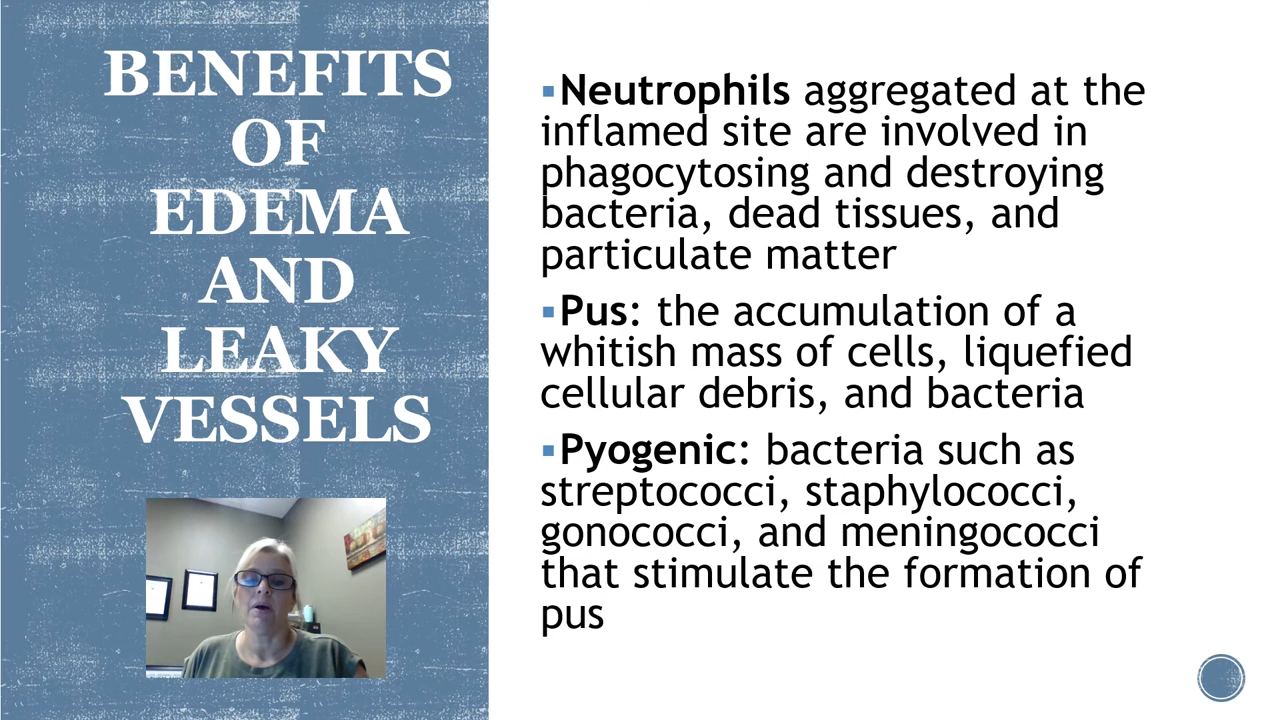 BENEFITS
OF
EDEMA
AND
LEAKY
VESSELS
▪Neutrophils aggregated at the
inflamed site are involved in
phagocytosing and destroying
bacteria, dead tissues, and
particulate matter
▪Pus: the accumulation of a
whitish mass of cells, liquefied
cellular debris, and bacteria
▪Pyogenic: bacteria such as
streptococci, staphylococci,
gonococci, and meningococci
that stimulate the formation of
pus